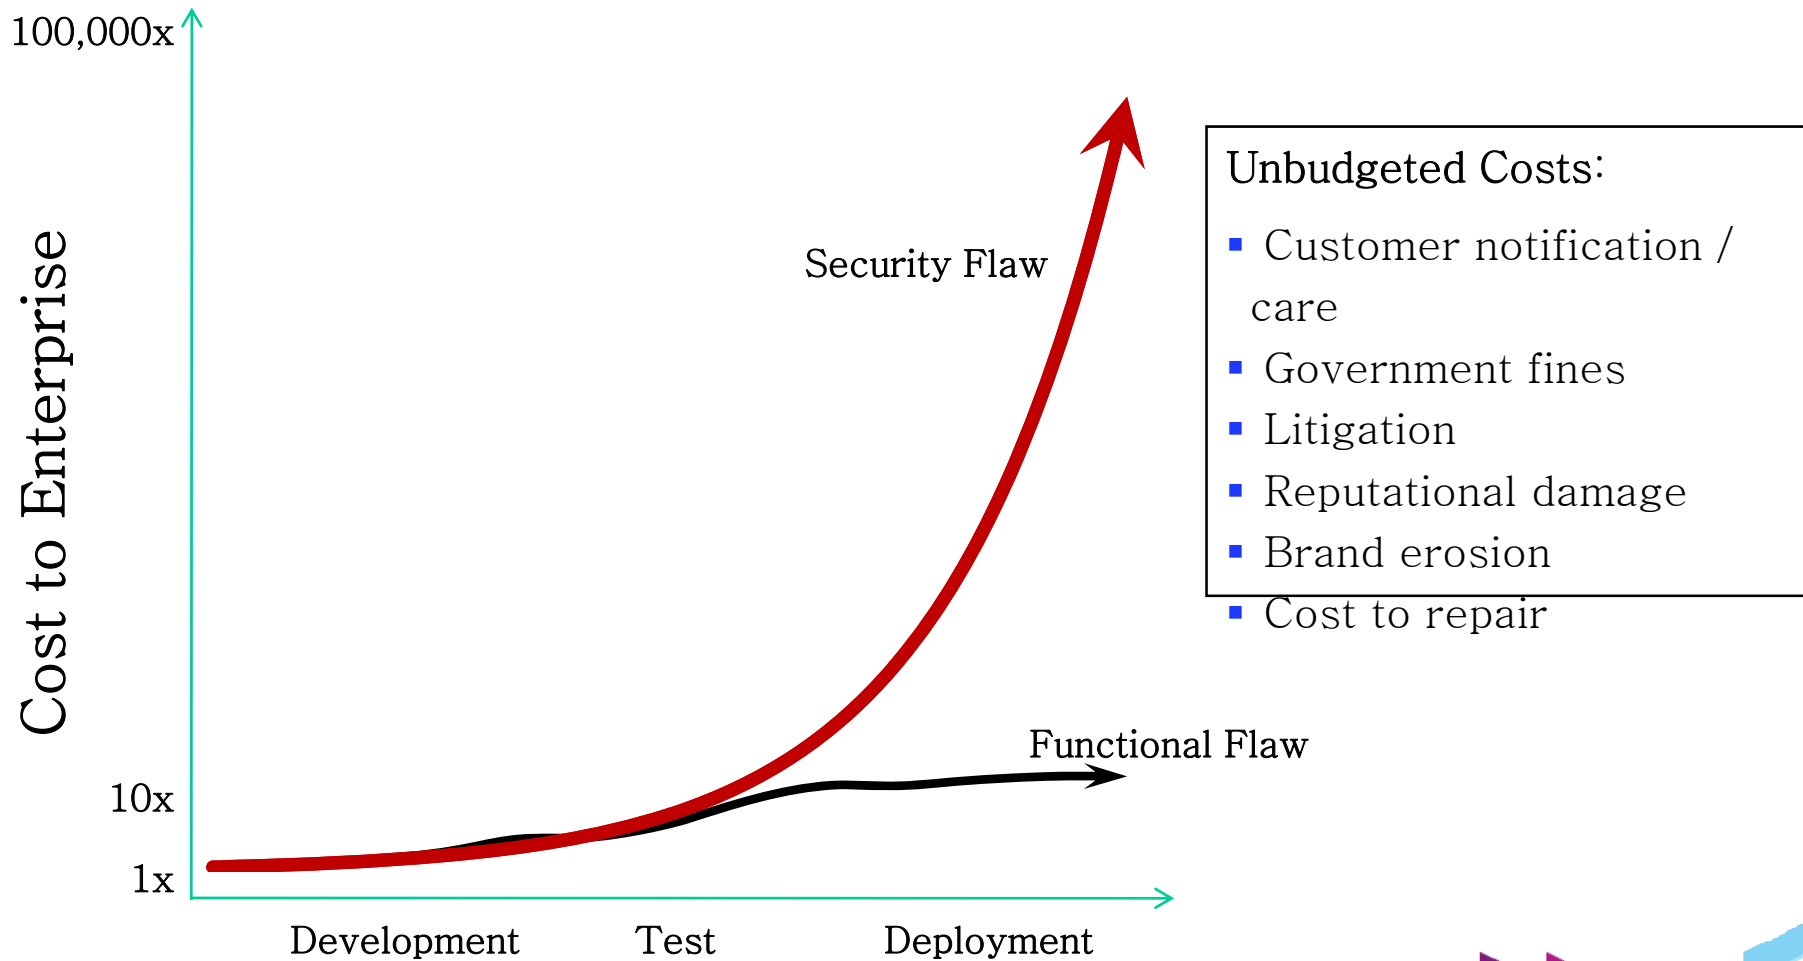 100,000x
Cost to Enterprise
10x
1x
Security Flaw
Functional Flaw
Development
Test
Deployment
Unbudgeted Costs:
▪ Customer notification /
care
▪ Government fines
▪ Litigation
▪ Reputational damage
▪ Brand erosion
▪ Cost to repair